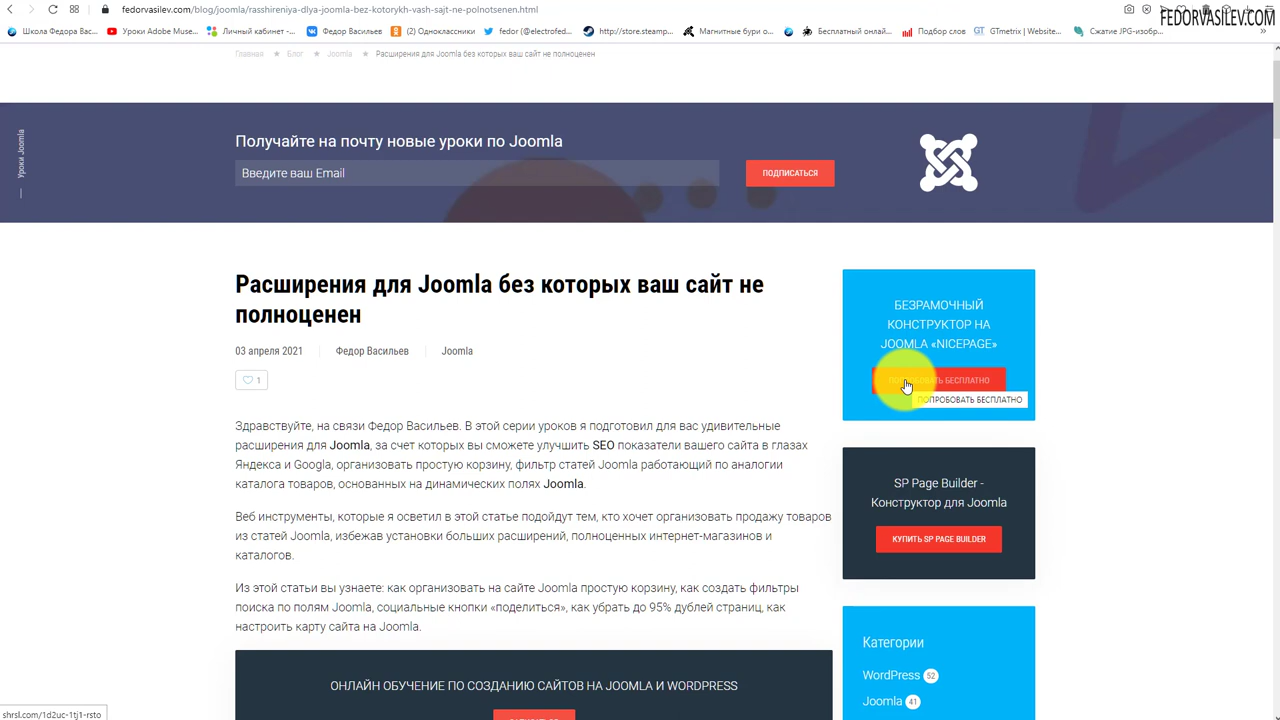 fedorvasilev.com/blog/joomla/rasshireniya-dlya-joomla-bez-kotorykh-vash-sajt-ne-polnotsenen.html
FEDORVASILEV.COM
Школа Федора Вас... Уроки Adobe Muse... Личный кабинет -... Федор Васильев (2) Одноклассники fedor (@electrofed... http://store.steamp... Магнитные бури о... Бесплатный онлай... Подбор слов GTmetrix | Website... Сжатие JPG-изобр...
Главная Блог Joomla Расширения для Joomla без которых ваш сайт не полноценен
Уроки Joomla
Получайте на почту новые уроки по Joomla
Введите ваш Email
ПОДПИСАТЬСЯ
Расширения для Joomla без которых ваш сайт не
полноценен
03 апреля 2021 Федор Васильев Joomla
1
Здравствуйте, на связи Федор Васильев. В этой серии уроков я подготовил для вас удивительные
расширения для Joomla, за счет которых вы сможете улучшить SEO показатели вашего сайта в глазах
Яндекса и Googla, организовать простую корзину, фильтр статей Joomla работающий по аналогии
каталога товаров, основанных на динамических полях Joomla.
Веб инструменты, которые я осветил в этой статье подойдут тем, кто хочет организовать продажу товаров
из статей Joomla, избежав установки больших расширений, полноценных интернет-магазинов и
каталогов.
Из этой статьи вы узнаете: как организовать на сайте Joomla простую корзину, как создать фильтры
поиска по полям Joomla, социальные кнопки «поделиться», как убрать до 95% дублей страниц, как
настроить карту сайта на Joomla.
ОНЛАЙН ОБУЧЕНИЕ ПО СОЗДАНИЮ САЙТОВ НА JOOMLA И WORDPRESS
БЕЗРАМОЧНЫЙ
КОНСТРУКТОР НА
JOOMLA «NICEPAGE»
ПОПРОБОВАТЬ БЕСПЛАТНО
ПОПРОБОВАТЬ БЕСПЛАТНО
SP Page Builder -
Конструктор для Joomla
КУПИТЬ SP PAGE BUILDER
Категории
WordPress 52
Joomla 41
shrsl.com/1d2uc-1tj1-rsto